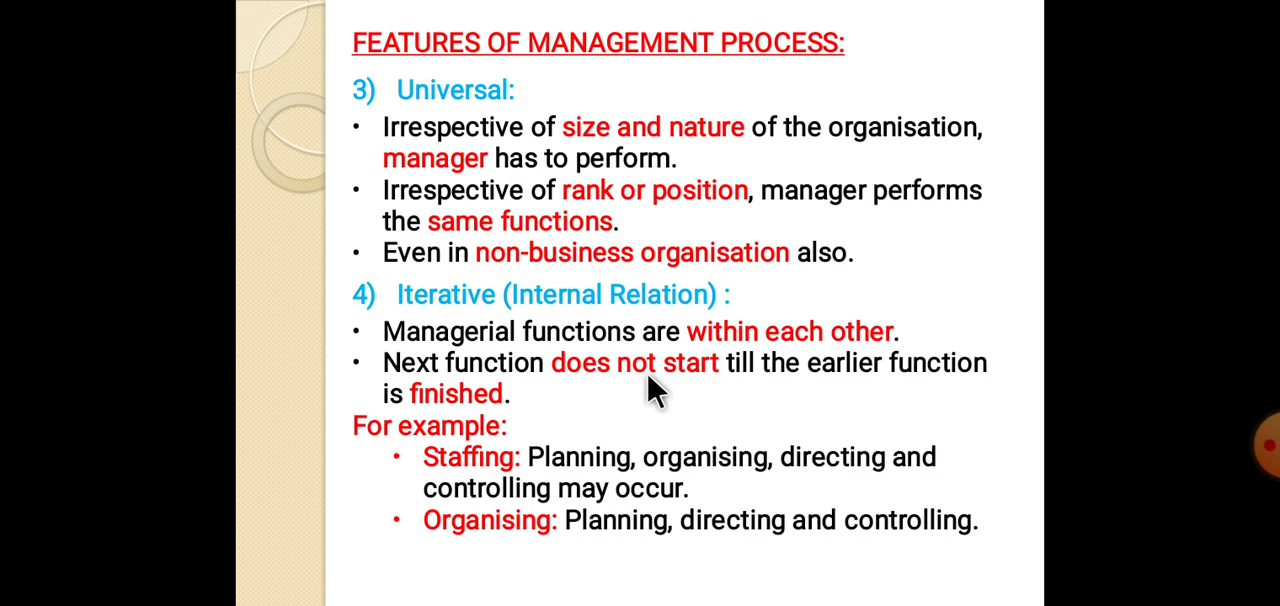 FEATURES OF MANAGEMENT PROCESS:
3) Universal:
• Irrespective of size and nature of the organisation,
manager has to perform.
• Irrespective of rank or position, manager performs
the same functions.
• Even in non-business organisation also.
4) Iterative (Internal Relation) :
• Managerial functions are within each other.
• Next function does not start till the earlier function
is finished.
For example:
• Staffing: Planning, organising, directing and
controlling may occur.
• Organising: Planning, directing and controlling.